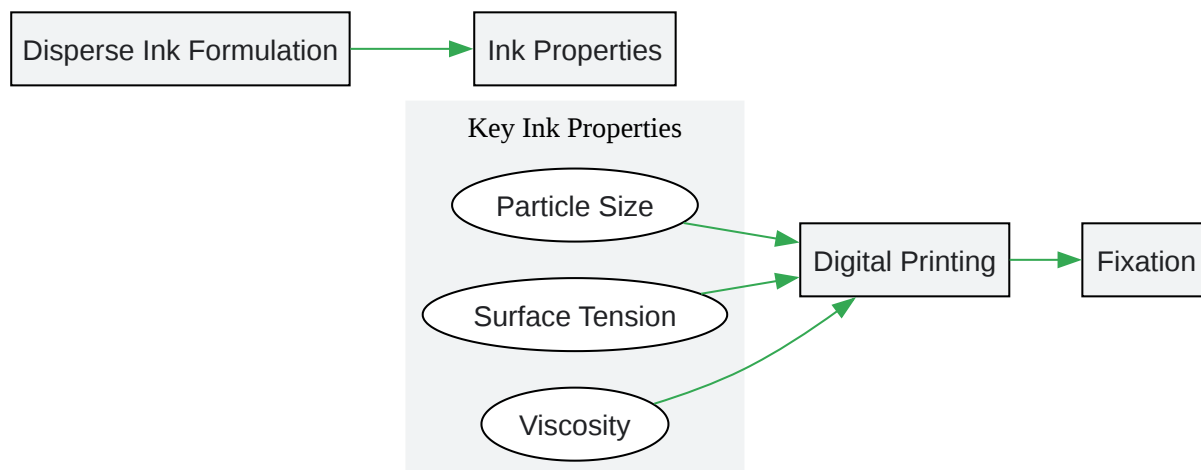 Disperse Ink Formulation
Ink Properties
Key Ink Properties
Particle Size
Surface Tension
Viscosity
Digital Printing
Fixation